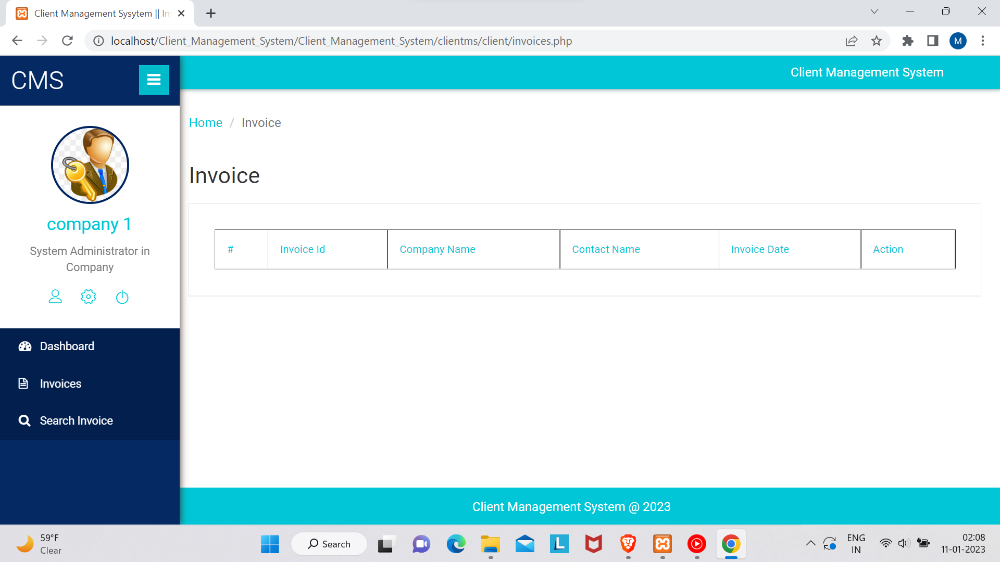 Client Management Sysytem || In
localhost/Client_Management_System/Client_Management_System/clientms/client/invoices.php
M
CMS
Client Management System
Home / Invoice
Invoice
company 1
System Administrator in
Company
# Invoice Id Company Name Contact Name Invoice Date Action
Dashboard
Invoices
Search Invoice
Client Management System @ 2023
59°F
Clear
Search
L
ENG
IN
02:08
11-01-2023